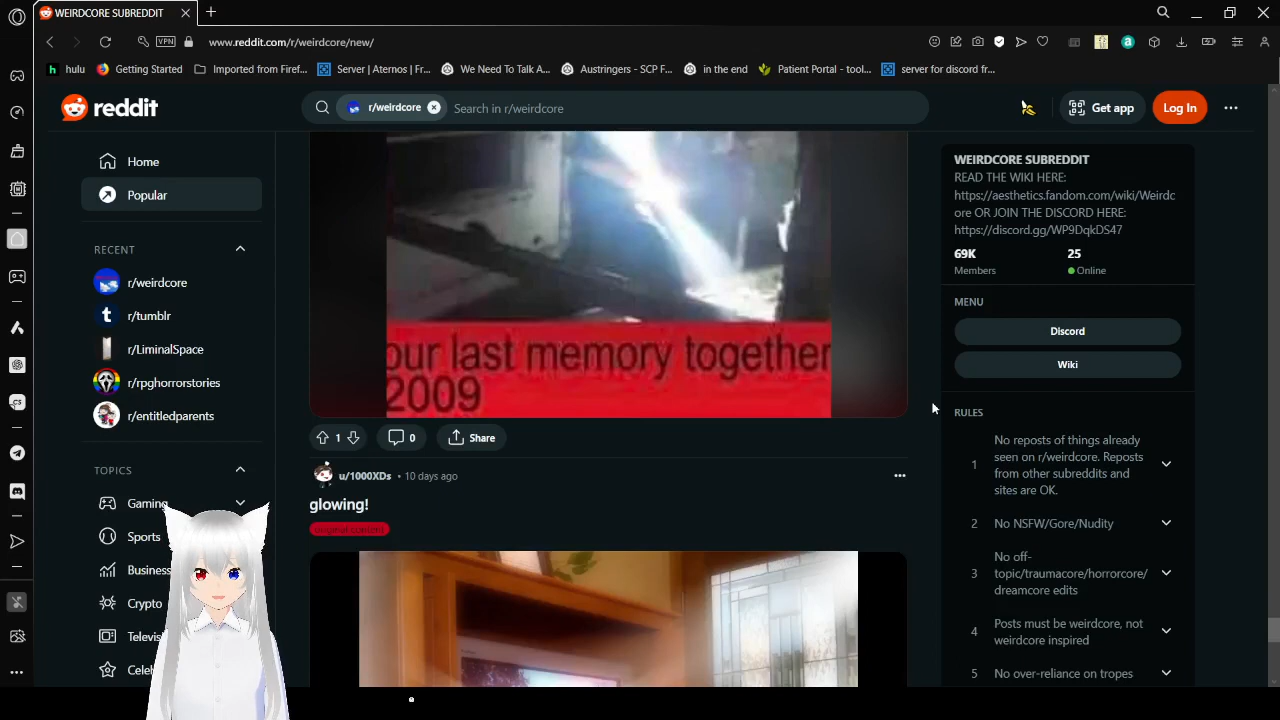 WEIRDCORE SUBREDDIT
VPN
www.reddit.com/r/weirdcore/new/
hulu
Getting Started
Imported from Firef...
Server | Aternos | Fr...
We Need To Talk A...
Austringers - SCP F...
in the end
Patient Portal - tool...
server for discord fr...
reddit
r/weirdcore
Search in r/weirdcore
Get app
Log In
Home
Popular
RECENT
r/weirdcore
r/tumblr
r/LiminalSpace
r/rpghorrorstories
r/entitledparents
TOPICS
Gaming
Sports
Business
Crypto
Televisi
Celeb
our last memory together
2009
1
0
Share
u/1000XDs • 10 days ago
glowing!
original content
WEIRDCORE SUBREDDIT
READ THE WIKI HERE:
https://aesthetics.fandom.com/wiki/Weirdc
ore OR JOIN THE DISCORD HERE:
https://discord.gg/WP9DqkDS47
69K
Members
25
Online
MENU
Discord
Wiki
RULES
1
No reposts of things already
seen on r/weirdcore. Reposts
from other subreddits and
sites are OK.
2
No NSFW/Gore/Nudity
3
No off-
topic/traumacore/horrorcore/
dreamcore edits
4
Posts must be weirdcore, not
weirdcore inspired
5
No over-reliance on tropes